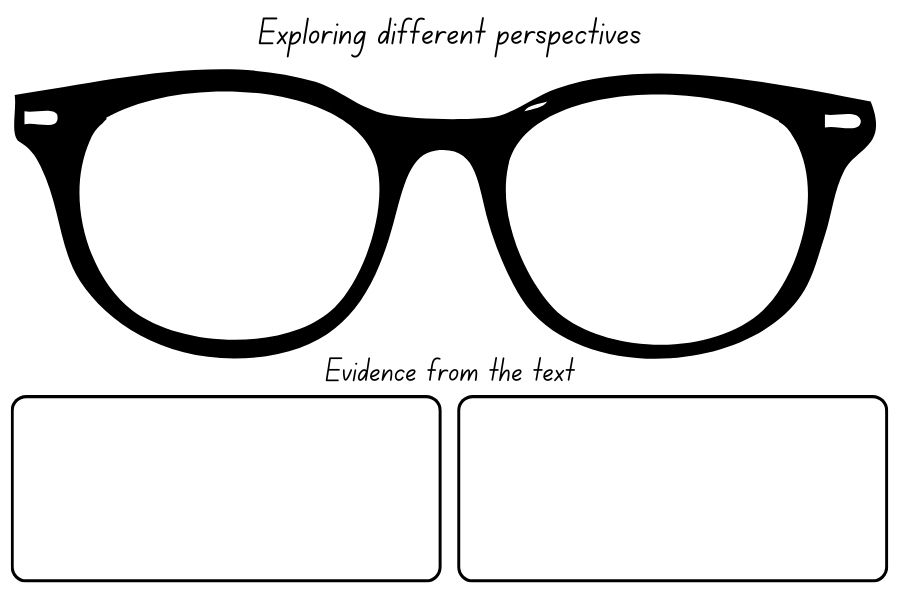 Exploring different perspectives
Evidence from the text